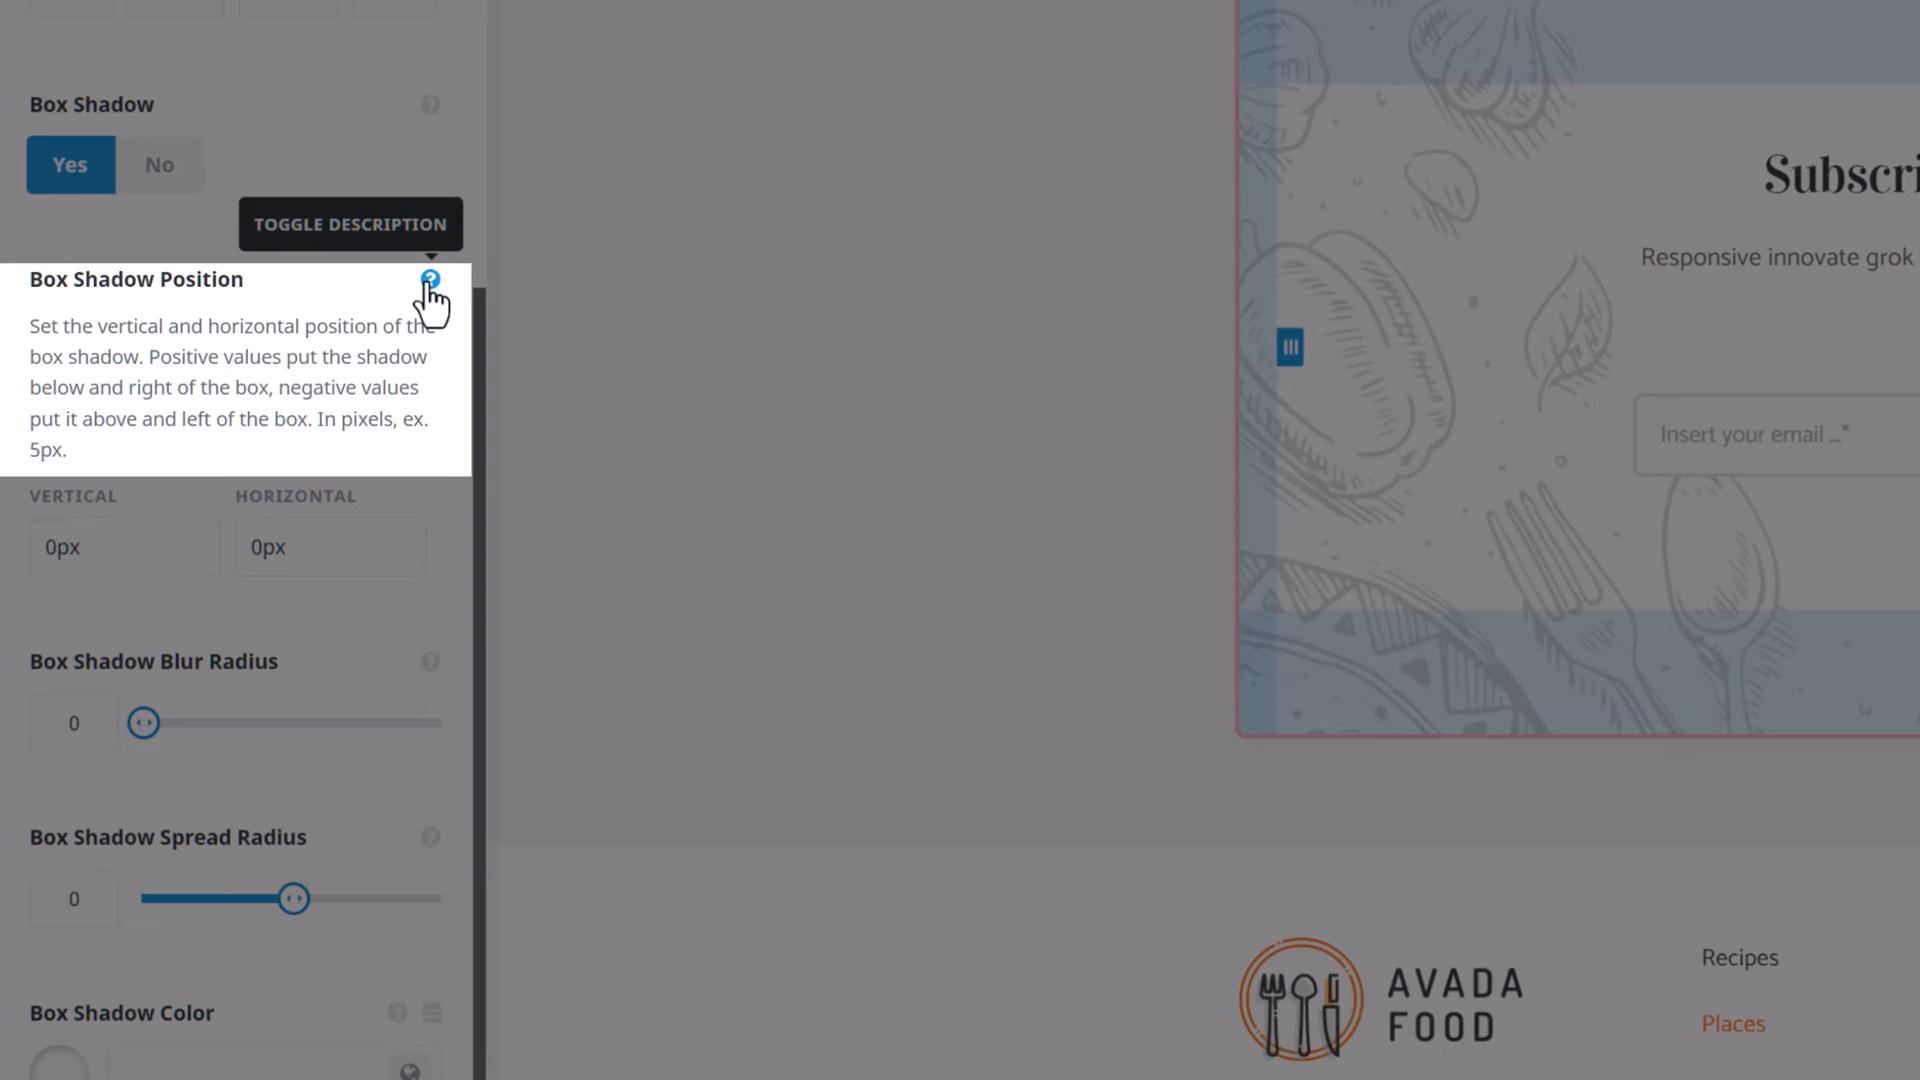 Box Shadow
Yes No
TOGGLE DESCRIPTION
Box Shadow Position
Set the vertical and horizontal position of the
box shadow. Positive values put the shadow
below and right of the box, negative values
put it above and left of the box. In pixels, ex.
5px.
VERTICAL HORIZONTAL
0px 0px
Box Shadow Blur Radius
0
Box Shadow Spread Radius
0
Box Shadow Color
Subscri
Responsive innovate grok
Insert your email ...*
AVADA
FOOD
Recipes
Places